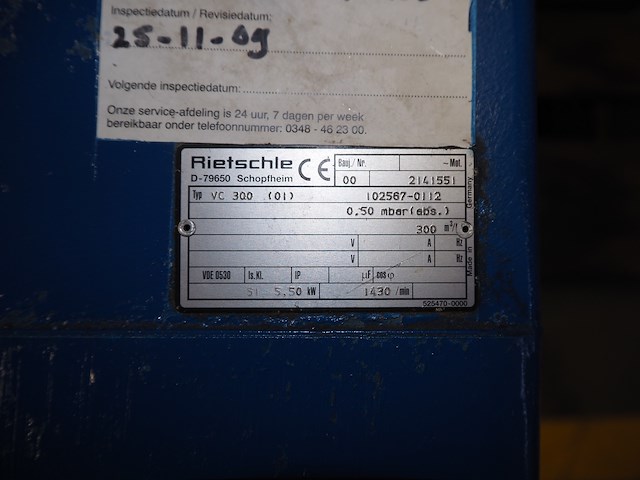 Inspectiedatum / Revisiedatum:
25-11-09
Volgende inspectiedatum:
Onze service-afdeling is 24 uur, 7 dagen per week
bereikbaar onder telefoonnummer: 0348 - 46 23 00.
Rietschle CE Bauj/Nr. -Mot.
D-79650 Schopfheim 00 2141551
Typ VC 300 (01) 102567-0112
0,50 mbar(abs.)
300 m³/
V A Hz
V A Hz
VDE 0530 Is.Kl. IP µF cos φ
S1 5,50 kW 1430 /min
525470-0000
Made in Germany